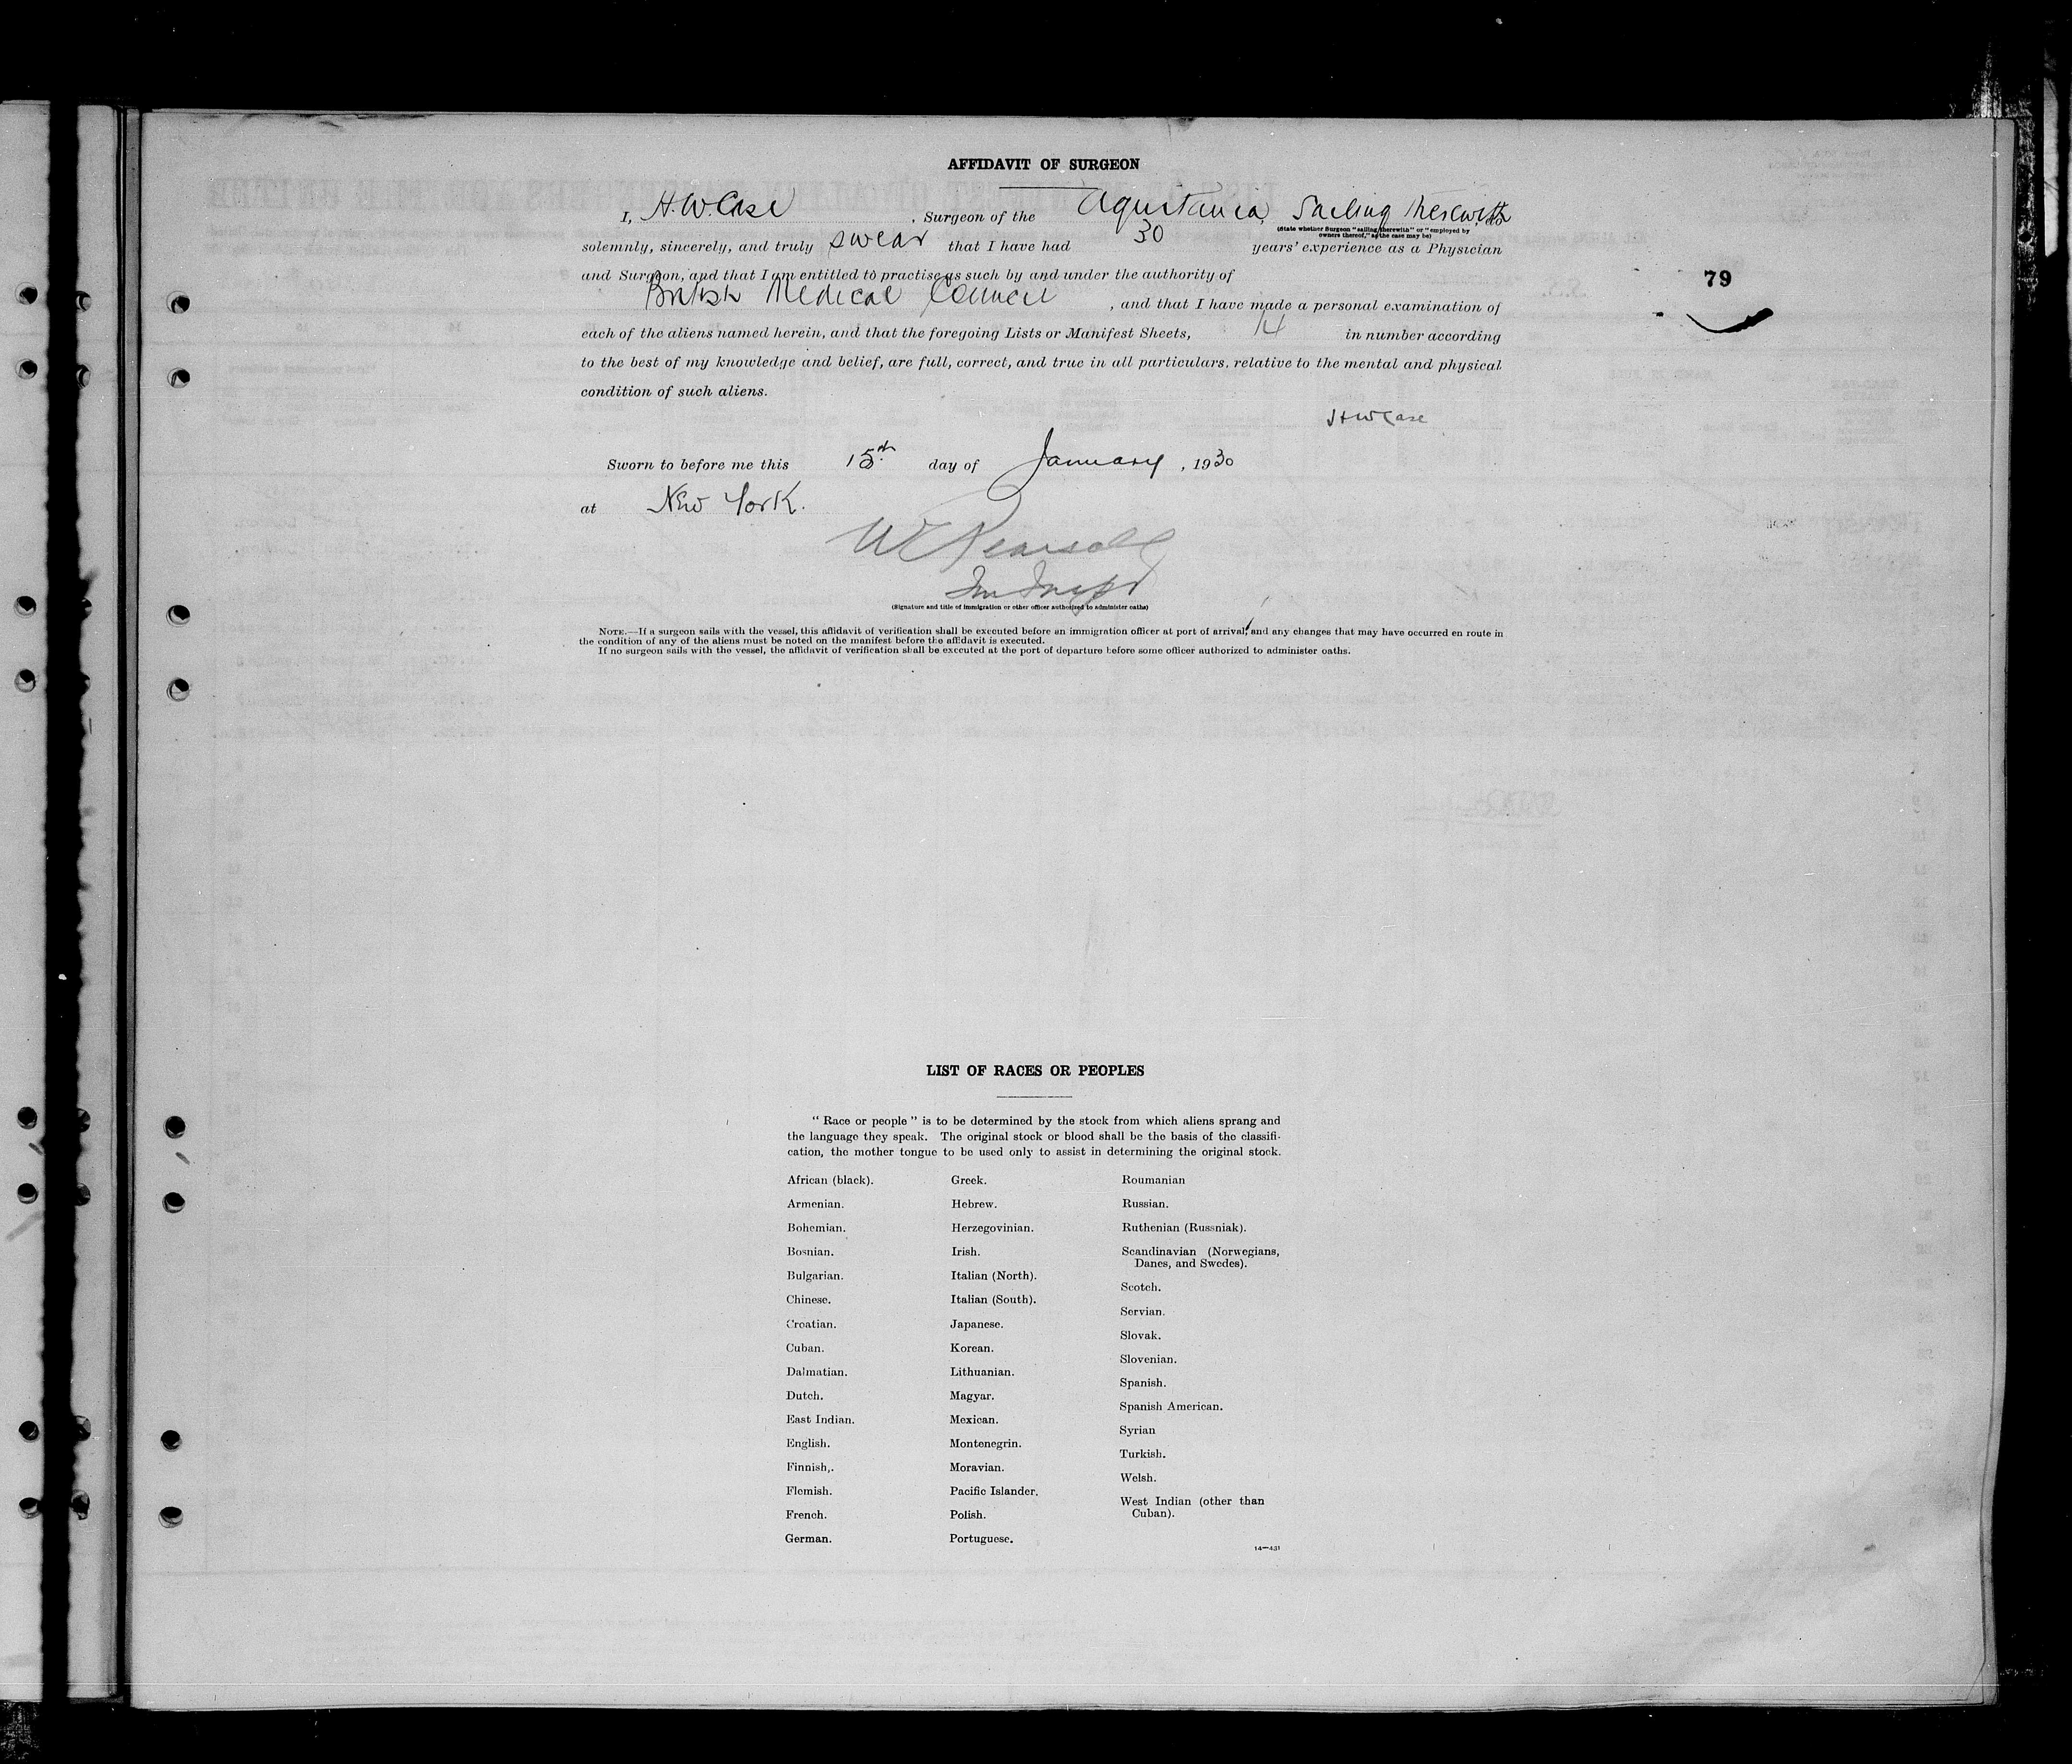 AFFIDAVIT OF SURGEON
I, H.W. Case, Surgeon of the Aquitania, Sailing therewith, do
(State whether Surgeon "sailing therewith" or "employed by
owners thereof," as the case may be)
solemnly, sincerely, and truly swear that I have had 30 years' experience as a Physician
and Surgeon, and that I am entitled to practise as such by and under the authority of
British Medical Council, and that I have made a personal examination of
79
each of the aliens named herein, and that the foregoing Lists or Manifest Sheets, 14 in number according
to the best of my knowledge and belief, are full, correct, and true in all particulars, relative to the mental and physical
condition of such aliens.
HW Case
Sworn to before me this 15th day of January, 1930
at New York.
W E Pearsall
Im Inspr
(Signature and title of immigration or other officer authorized to administer oaths)
NOTE.—If a surgeon sails with the vessel, this affidavit of verification shall be executed before an immigration officer at port of arrival, and any changes that may have occurred en route in
the condition of any of the aliens must be noted on the manifest before the affidavit is executed.
If no surgeon sails with the vessel, the affidavit of verification shall be executed at the port of departure before some officer authorized to administer oaths.
LIST OF RACES OR PEOPLES
"Race or people" is to be determined by the stock from which aliens sprang and
the language they speak. The original stock or blood shall be the basis of the classifi-
cation, the mother tongue to be used only to assist in determining the original stock.
African (black).
Armenian.
Bohemian.
Bosnian.
Bulgarian.
Chinese.
Croatian.
Cuban.
Dalmatian.
Dutch.
East Indian.
English.
Finnish,.
Flemish.
French.
German.
Greek.
Hebrew.
Herzegovinian.
Irish.
Italian (North).
Italian (South).
Japanese.
Korean.
Lithuanian.
Magyar.
Mexican.
Montenegrin.
Moravian.
Pacific Islander.
Polish.
Portuguese.
Roumanian
Russian.
Ruthenian (Russniak).
Scandinavian (Norwegians,
Danes, and Swedes).
Scotch.
Servian.
Slovak.
Slovenian.
Spanish.
Spanish American.
Syrian
Turkish.
Welsh.
West Indian (other than
Cuban).
14—431